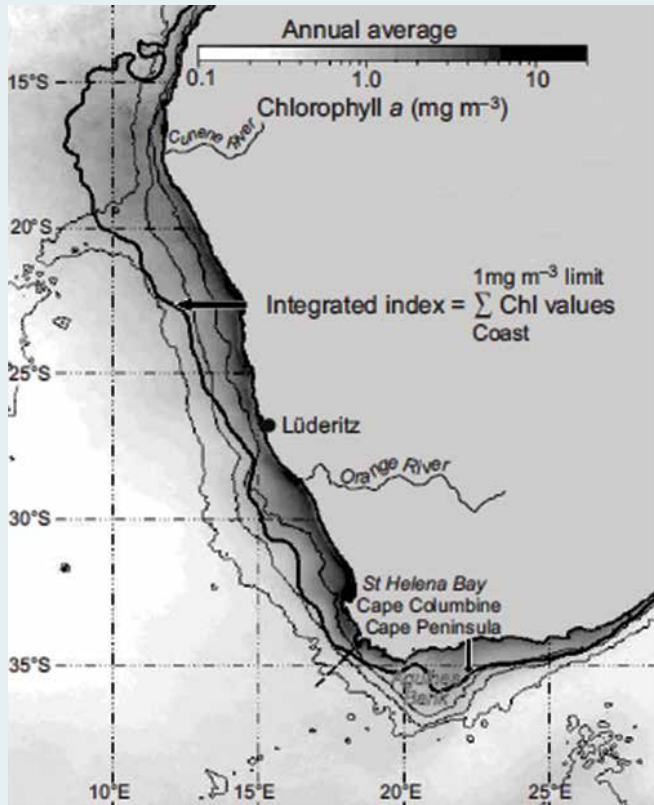 Annual average
0.1 1.0 10
Chlorophyll a (mg m⁻³)
15°S
Cunene River
20°S
1mg m⁻³ limit
Integrated index = ∑ Chl values
Coast
25°S
Lüderitz
Orange River
30°S
St Helena Bay
Cape Columbine
Cape Peninsula
35°S
Agulhas
Bank
10°E 15°E 20°E 25°E